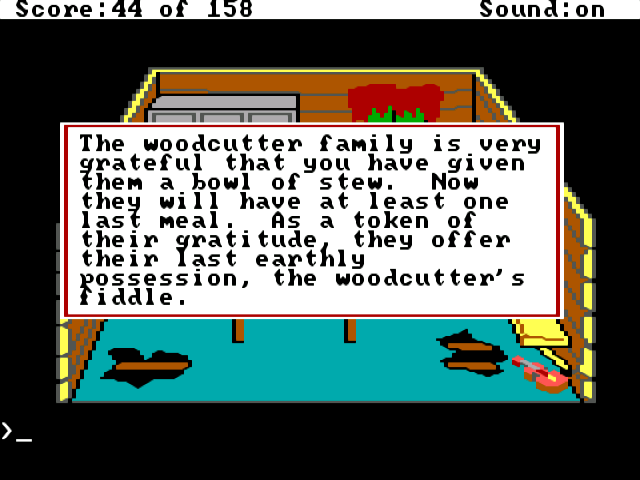 Score:44 of 158 Sound:on
The woodcutter family is very
grateful that you have given
them a bowl of stew. Now
they will have at least one
last meal. As a token of
their gratitude, they offer
their last earthly
possession, the woodcutter's
fiddle.
>_